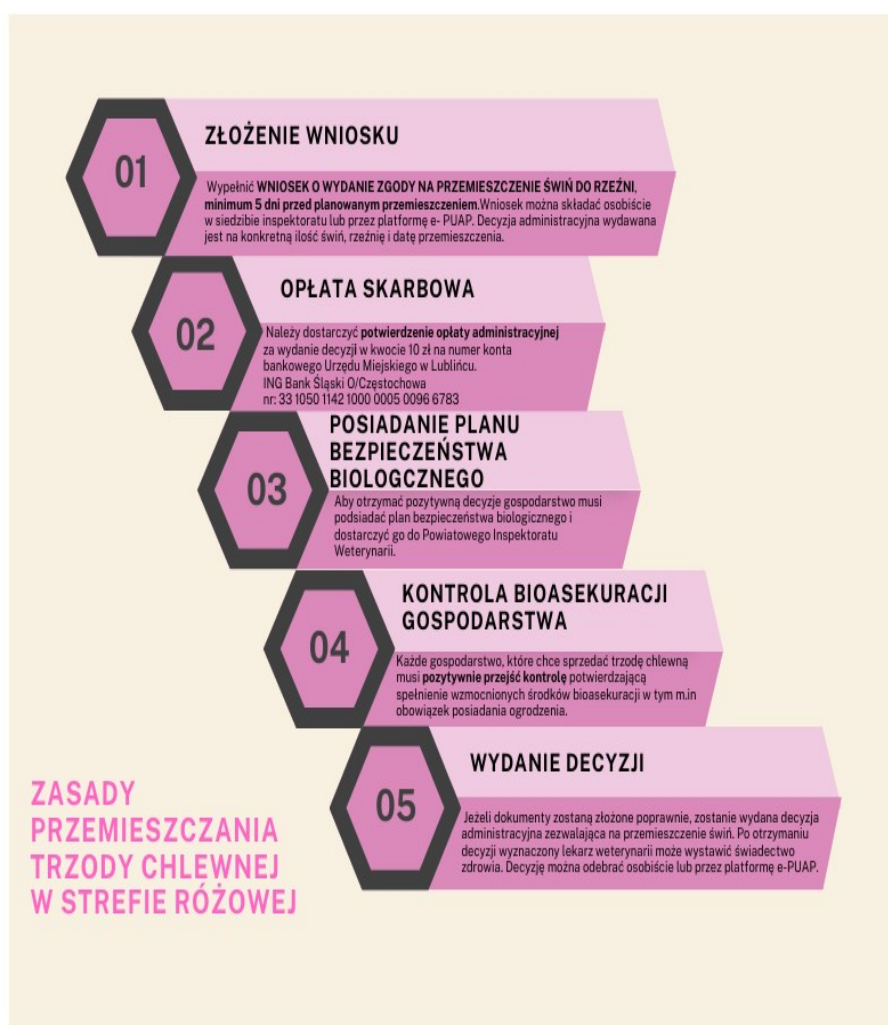 01
ZŁOŻENIE WNIOSKU
Wypełnić WNIOSEK O WYDANIE ZGODY NA PRZEMIESZCZENIE ŚWIŃ DO RZEŹNI,
minimum 5 dni przed planowanym przemieszczeniem.Wniosek można składać osobiście
w siedzibie inspektoratu lub przez platformę e- PUAP. Decyzja administracyjna wydawana
jest na konkretną ilość świń, rzeźnię i datę przemieszczenia.
02
OPŁATA SKARBOWA
Należy dostarczyć potwierdzenie opłaty administracyjnej
za wydanie decyzji w kwocie 10 zł na numer konta
bankowego Urzędu Miejskiego w Lublińcu.
ING Bank Śląski O/Częstochowa
nr: 33 1050 1142 1000 0005 0096 6783
03
POSIADANIE PLANU
BEZPIECZEŃSTWA
BIOLOGCZNEGO
Aby otrzymać pozytywną decyzje gospodarstwo musi
podsiadać plan bezpieczeństwa biologicznego i
dostarczyć go do Powiatowego Inspektoratu
Weterynarii.
04
KONTROLA BIOASEKURACJI
GOSPODARSTWA
Każde gospodarstwo, które chce sprzedać trzodę chlewną
musi pozytywnie przejść kontrolę potwierdzającą
spełnienie wzmocnionych środków bioasekuracji w tym m.in
obowiązek posiadania ogrodzenia.
05
WYDANIE DECYZJI
Jeżeli dokumenty zostaną złożone poprawnie, zostanie wydana decyzja
administracyjna zezwalająca na przemieszczenie świń. Po otrzymaniu
decyzji wyznaczony lekarz weterynarii może wystawić świadectwo
zdrowia. Decyzję można odebrać osobiście lub przez platformę e-PUAP.
ZASADY
PRZEMIESZCZANIA
TRZODY CHLEWNEJ
W STREFIE RÓŻOWEJ